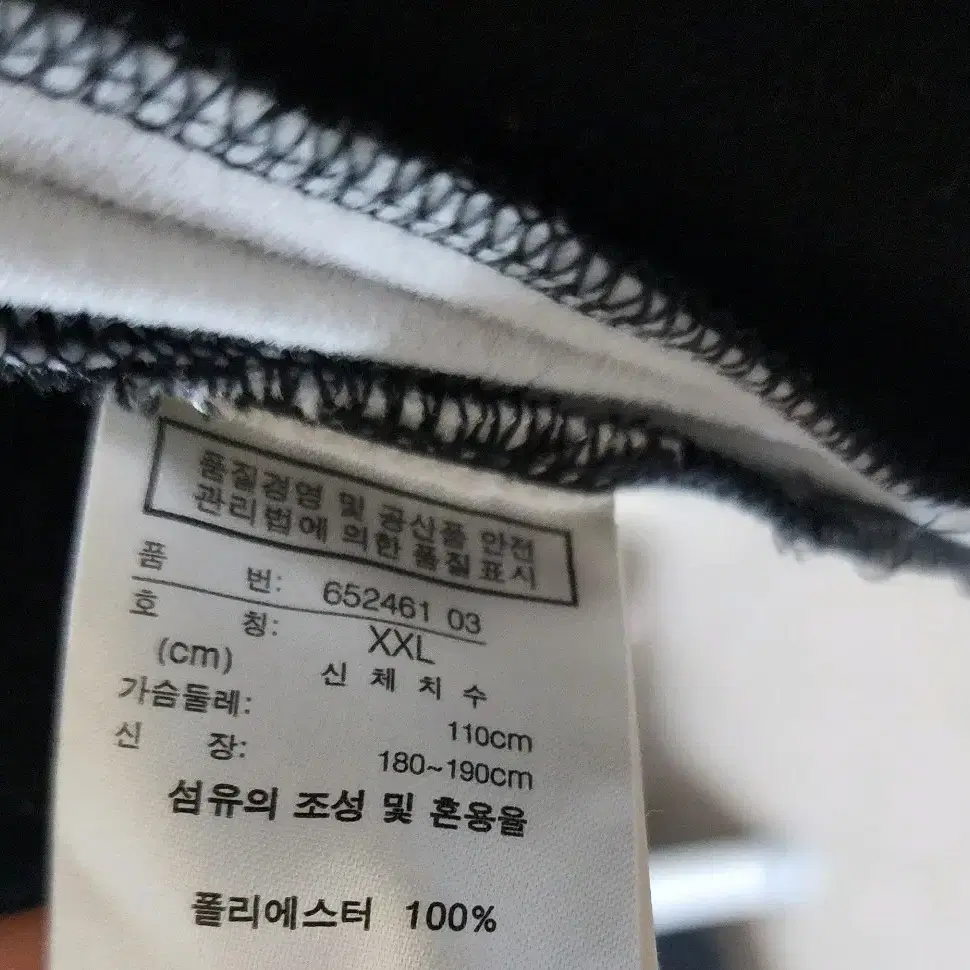 품질경영 및 공산품 안전
관리법에 의한 품질표시
품 번: 652461 03
호 칭: XXL
(cm) 신 체 치 수
가슴둘레: 110cm
신 장: 180~190cm
섬유의 조성 및 혼용율
폴리에스터 100%